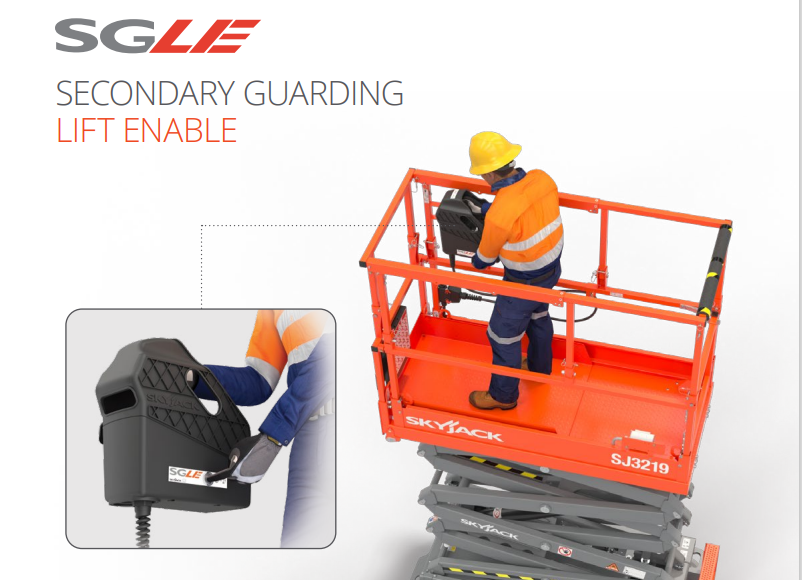 SGLE
SECONDARY GUARDING
LIFT ENABLE
SKYJACK
SGLE
SKYJACK
SJ3219
SKYJACK